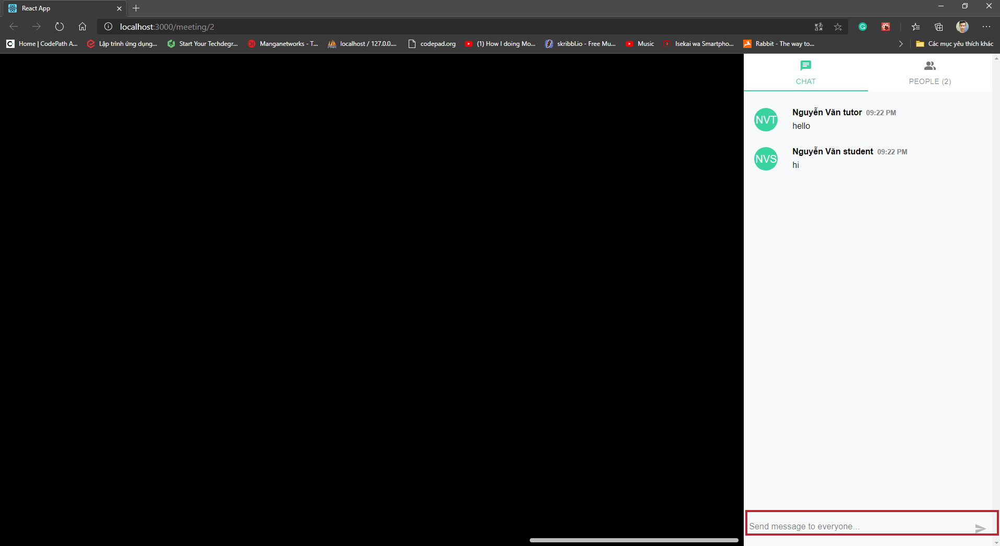 React App
localhost:3000/meeting/2
Home | CodePath A... Lập trình ứng dụng... Start Your Techdegr... Manganetworks - T... localhost / 127.0.0.... codepad.org (1) How I doing Mo... skribbl.io - Free Mu... Music Isekai wa Smartpho... Rabbit - The way to... Các mục yêu thích khác
CHAT PEOPLE (2)
NVT
Nguyễn Văn tutor 09:22 PM
hello
NVS
Nguyễn Văn student 09:22 PM
hi
Send message to everyone...